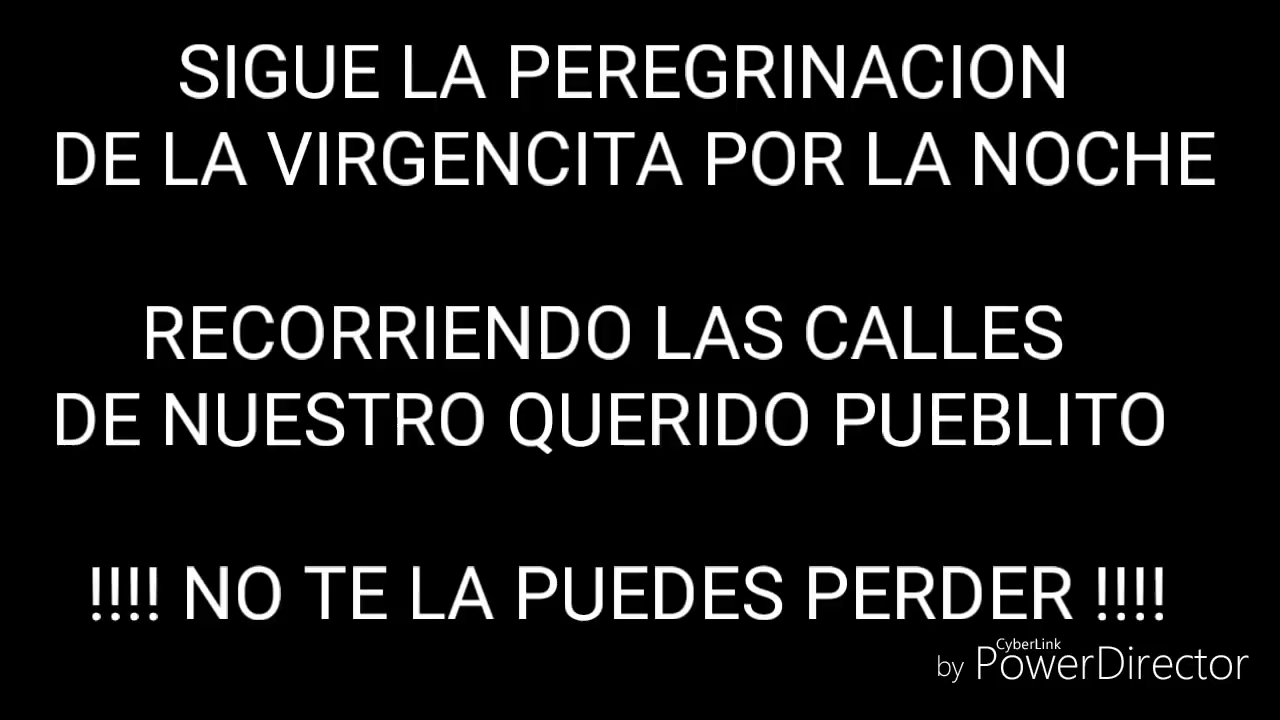 SIGUE LA PEREGRINACION
DE LA VIRGENCITA POR LA NOCHE
RECORRIENDO LAS CALLES
DE NUESTRO QUERIDO PUEBLITO
!!!! NO TE LA PUEDES PERDER !!!!
CyberLink
by PowerDirector